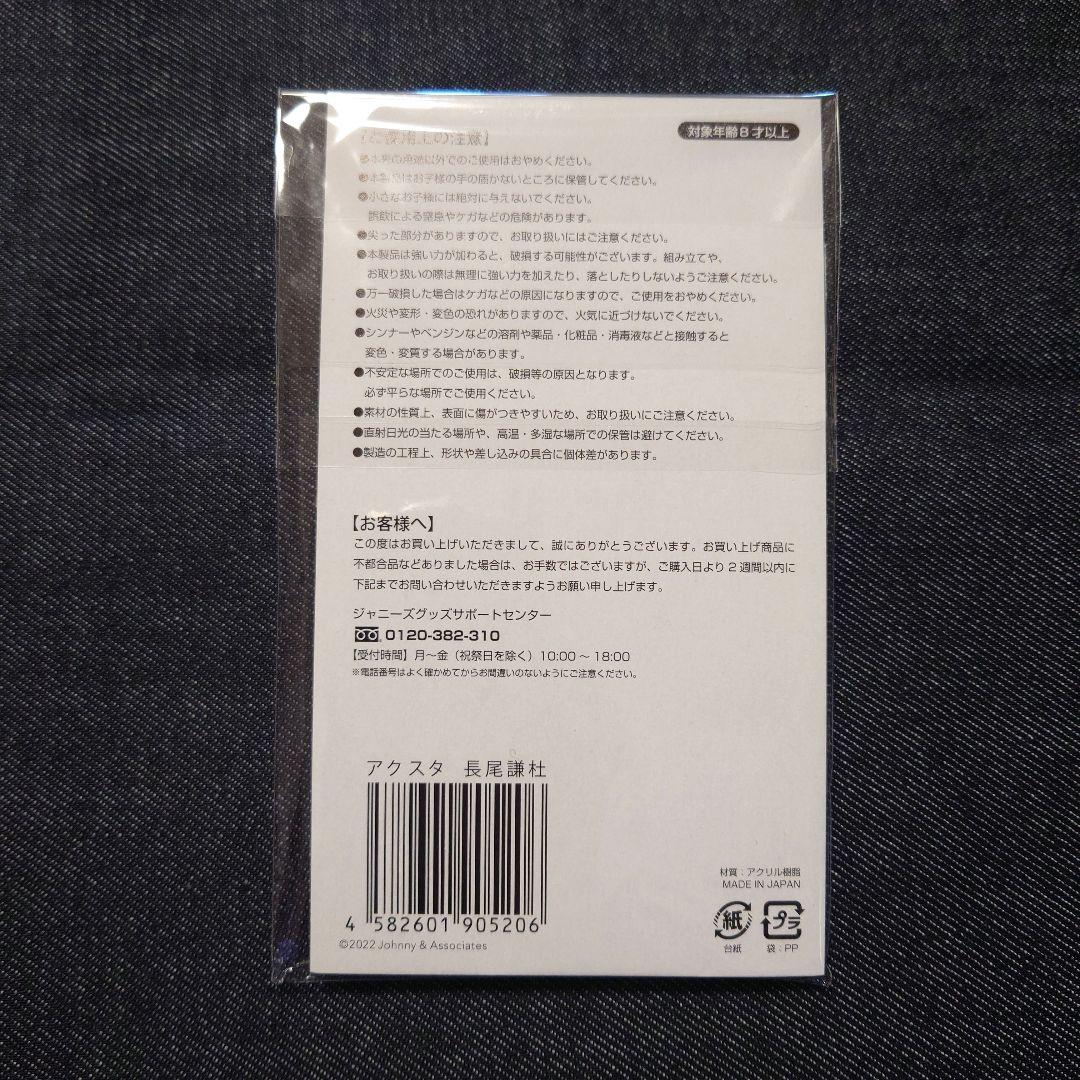 【ご使用上の注意】
対象年齢8才以上
●本来の用途以外でのご使用はおやめください。
●本製品はお子様の手の届かないところに保管してください。
●小さなお子様には絶対に与えないでください。
誤飲による窒息やケガなどの危険があります。
●尖った部分がありますので、お取り扱いにはご注意ください。
●本製品は強い力が加わると、破損する可能性がございます。組み立てや、
お取り扱いの際は無理に強い力を加えたり、落としたりしないようご注意ください。
●万一破損した場合はケガなどの原因になりますので、ご使用をおやめください。
●火災や変形・変色の恐れがありますので、火気に近づけないでください。
●シンナーやベンジンなどの溶剤や薬品・化粧品・消毒液などと接触すると
変色・変質する場合があります。
●不安定な場所でのご使用は、破損等の原因となります。
必ず平らな場所でご使用ください。
●素材の性質上、表面に傷がつきやすいため、お取り扱いにご注意ください。
●直射日光の当たる場所や、高温・多湿な場所での保管は避けてください。
●製造の工程上、形状や差し込みの具合に個体差があります。
【お客様へ】
この度はお買い上げいただきまして、誠にありがとうございます。お買い上げ商品に
不都合品などありました場合は、お手数ではございますが、ご購入日より2週間以内に
下記までお問い合わせいただきますようお願い申し上げます。
ジャニーズグッズサポートセンター
0120-382-310
【受付時間】月〜金（祝祭日を除く）10:00〜18:00
※電話番号はよく確かめてからお間違いのないようにご注意ください。
アクスタ 長尾謙杜
4 582601 905206
©2022 Johnny & Associates
材質：アクリル樹脂
MADE IN JAPAN
紙 プラ
台紙 袋：PP